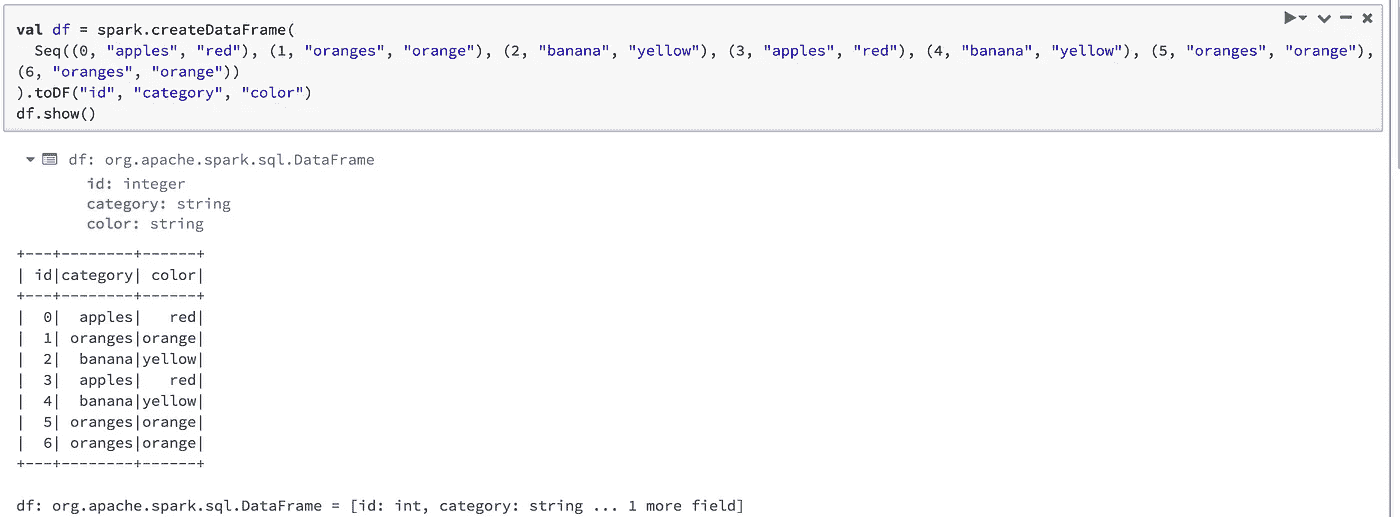 val df = spark.createDataFrame(
  Seq((0, "apples", "red"), (1, "oranges", "orange"), (2, "banana", "yellow"), (3, "apples", "red"), (4, "banana", "yellow"), (5, "oranges", "orange"),
(6, "oranges", "orange"))
).toDF("id", "category", "color")
df.show()
df: org.apache.spark.sql.DataFrame
id: integer
category: string
color: string
+---+--------+------+
| id|category| color|
+---+--------+------+
|  0|  apples|   red|
|  1| oranges|orange|
|  2|  banana|yellow|
|  3|  apples|   red|
|  4|  banana|yellow|
|  5| oranges|orange|
|  6| oranges|orange|
+---+--------+------+
df: org.apache.spark.sql.DataFrame = [id: int, category: string ... 1 more field]